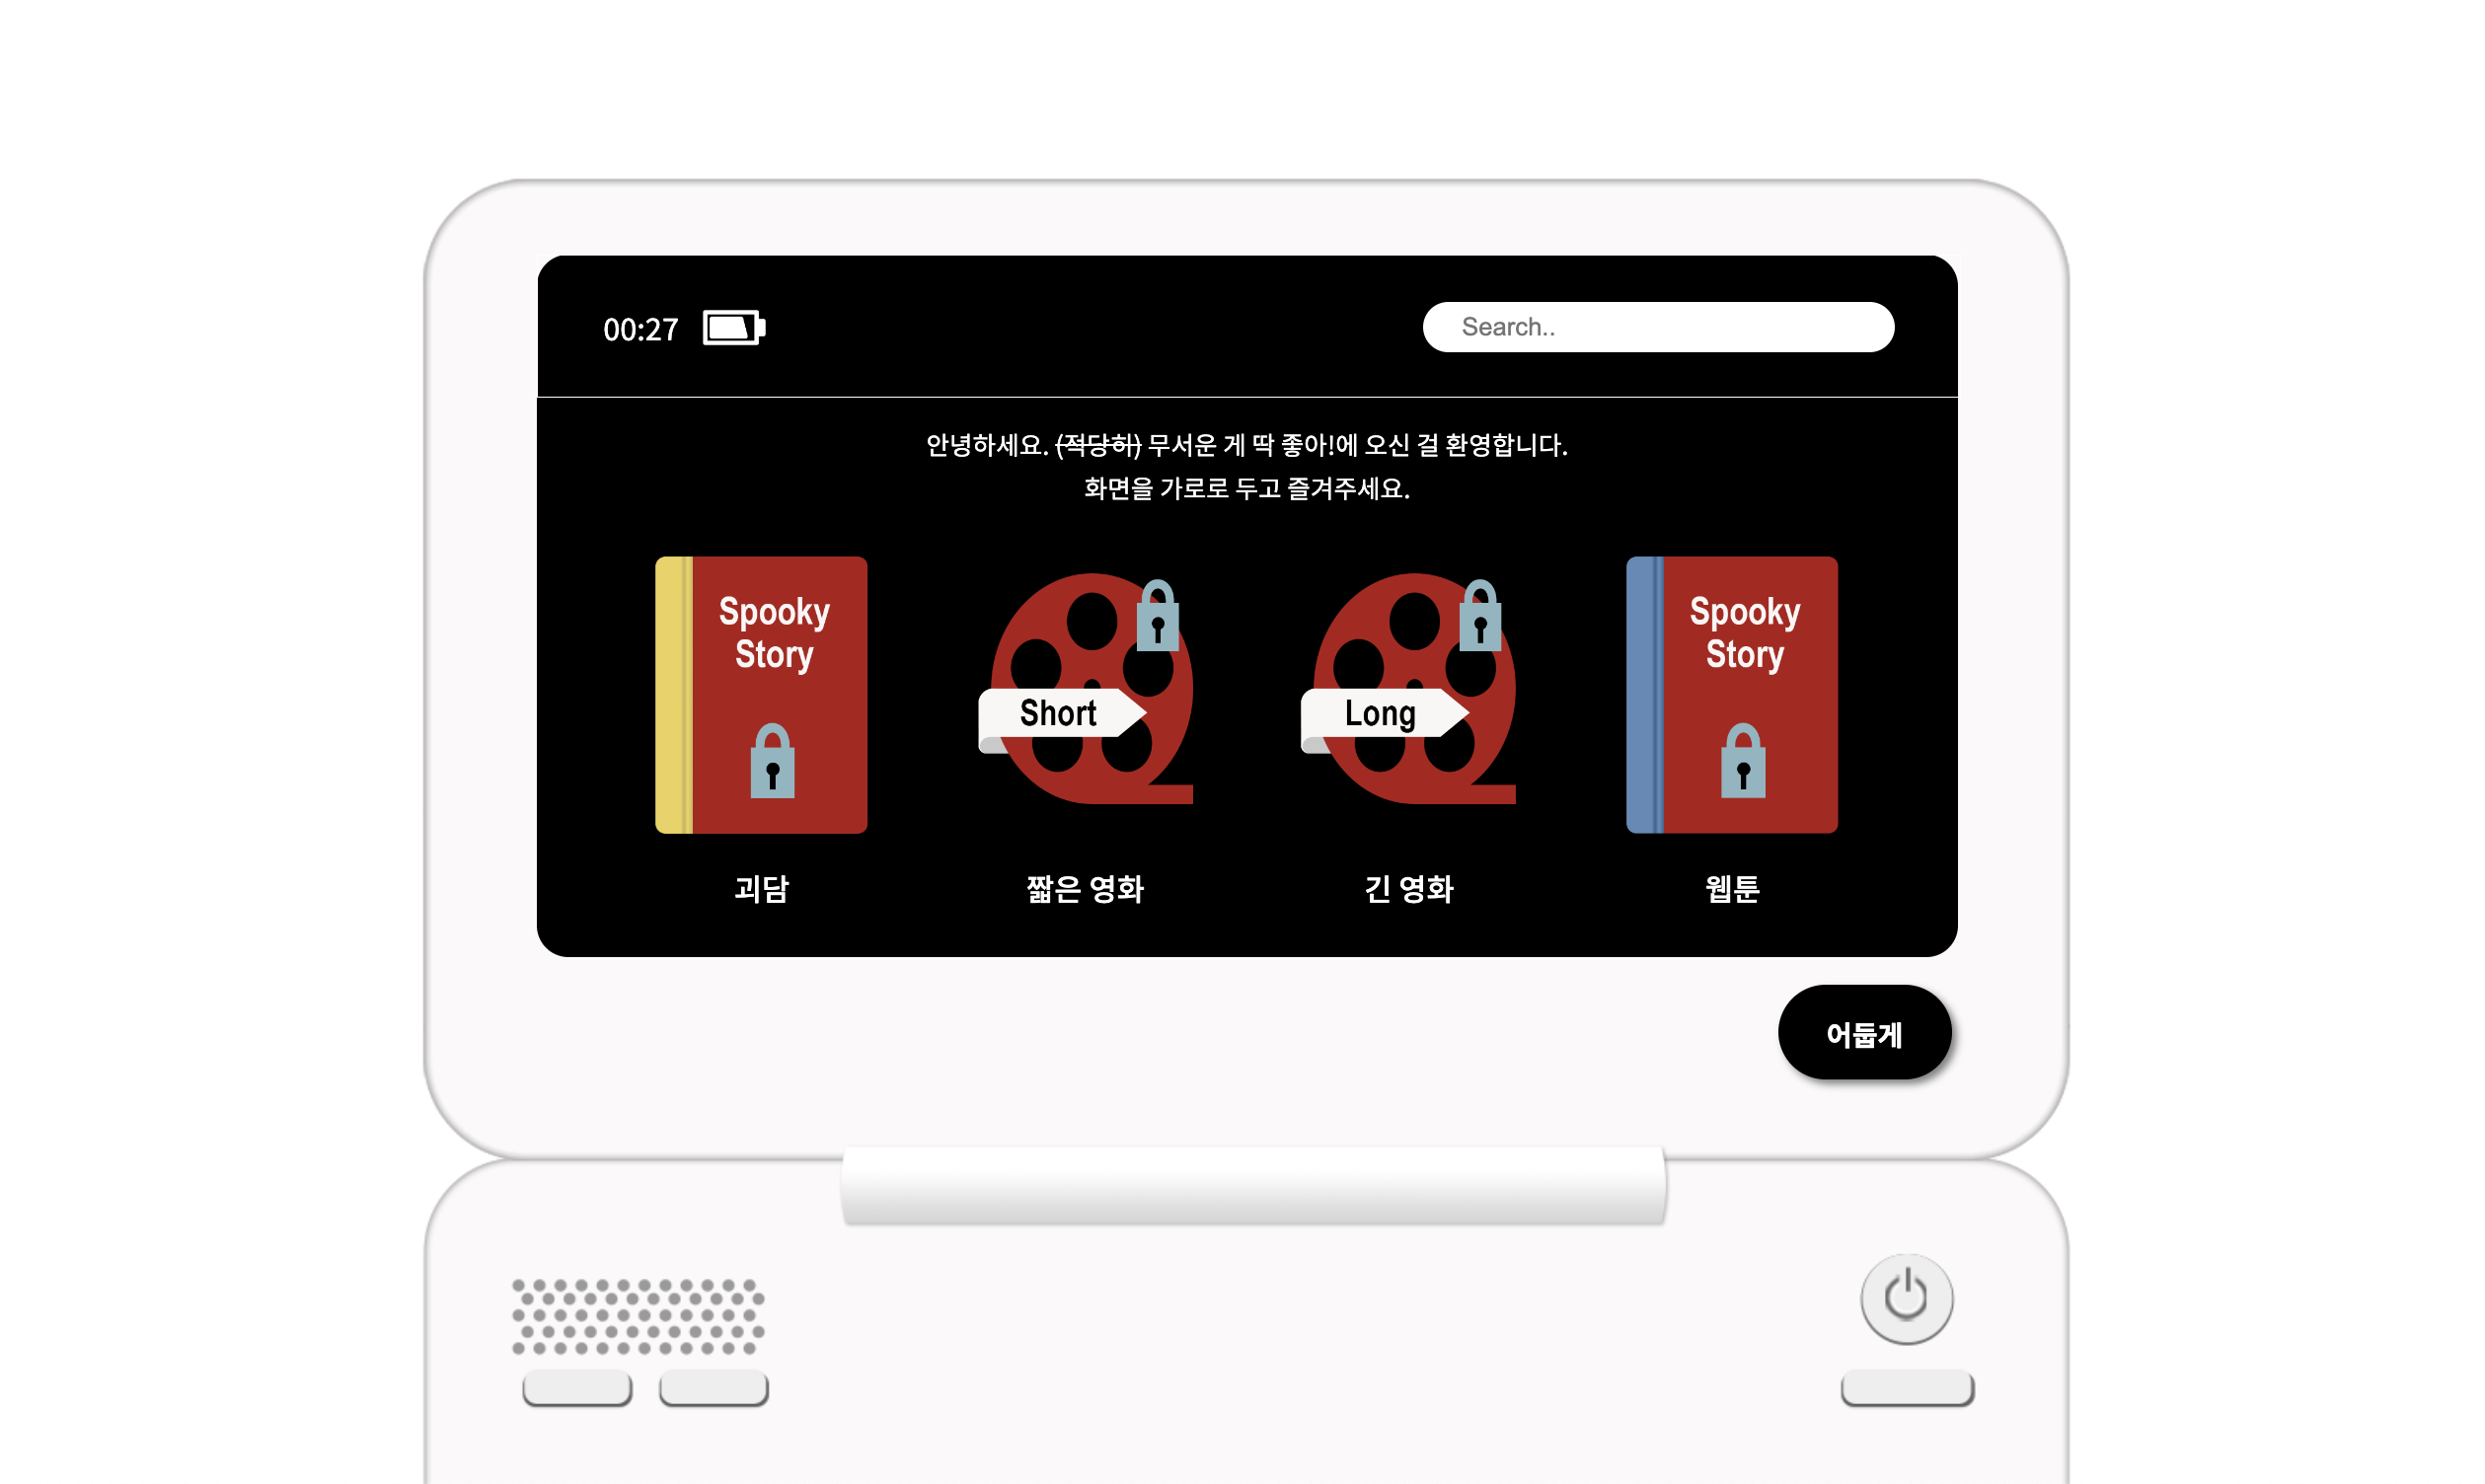 00:27
Search..
안녕하세요. (적당히) 무서운 게 딱 좋아!에 오신 걸 환영합니다.
화면을 가로로 두고 즐겨주세요.
Spooky
Story
Short
Long
Spooky
Story
괴담
짧은 영화
긴 영화
웹툰
어둡게